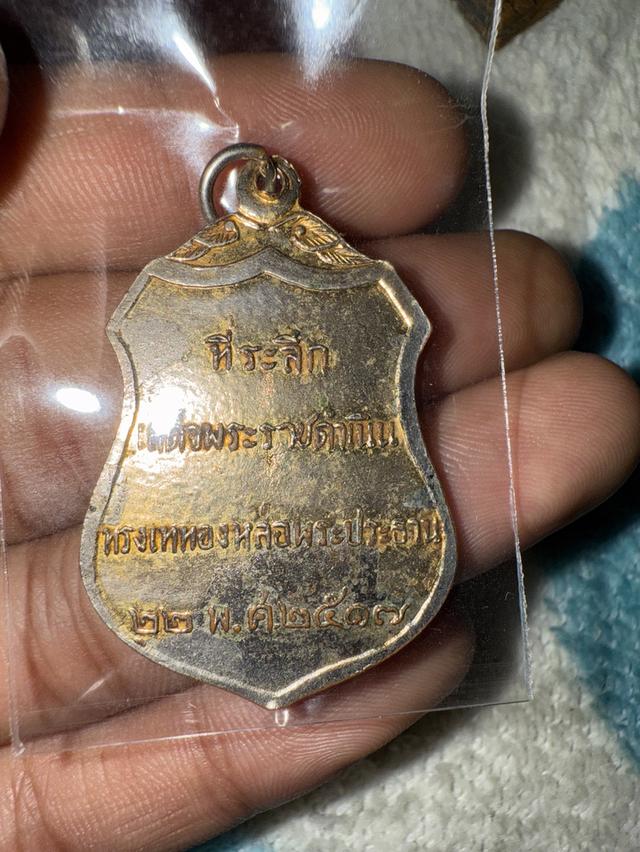 ที่ระลึก
เสด็จพระราชดำเนิน
ทรงเททองหล่อพระประธาน
๒๒ พ.ศ๒๕๑๗